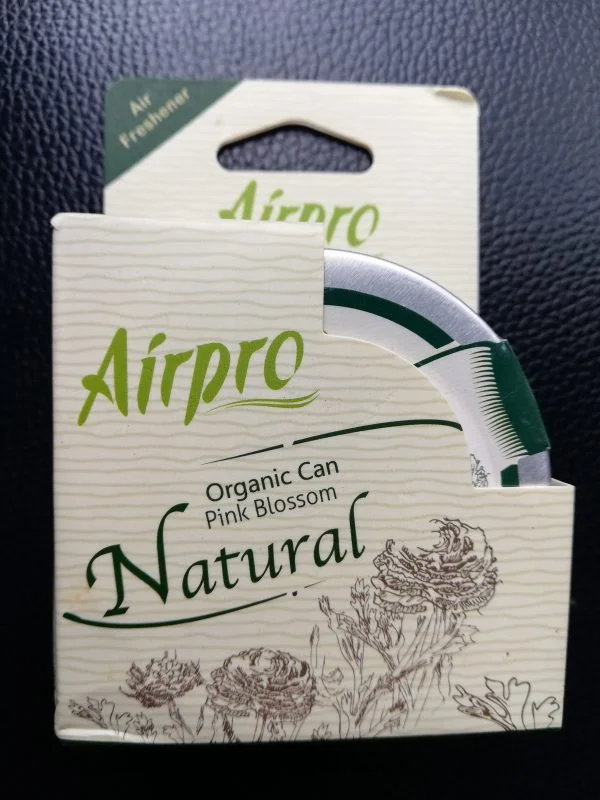 Air
Freshener
Airpro
Airpro
Organic Can
Pink Blossom
Natural